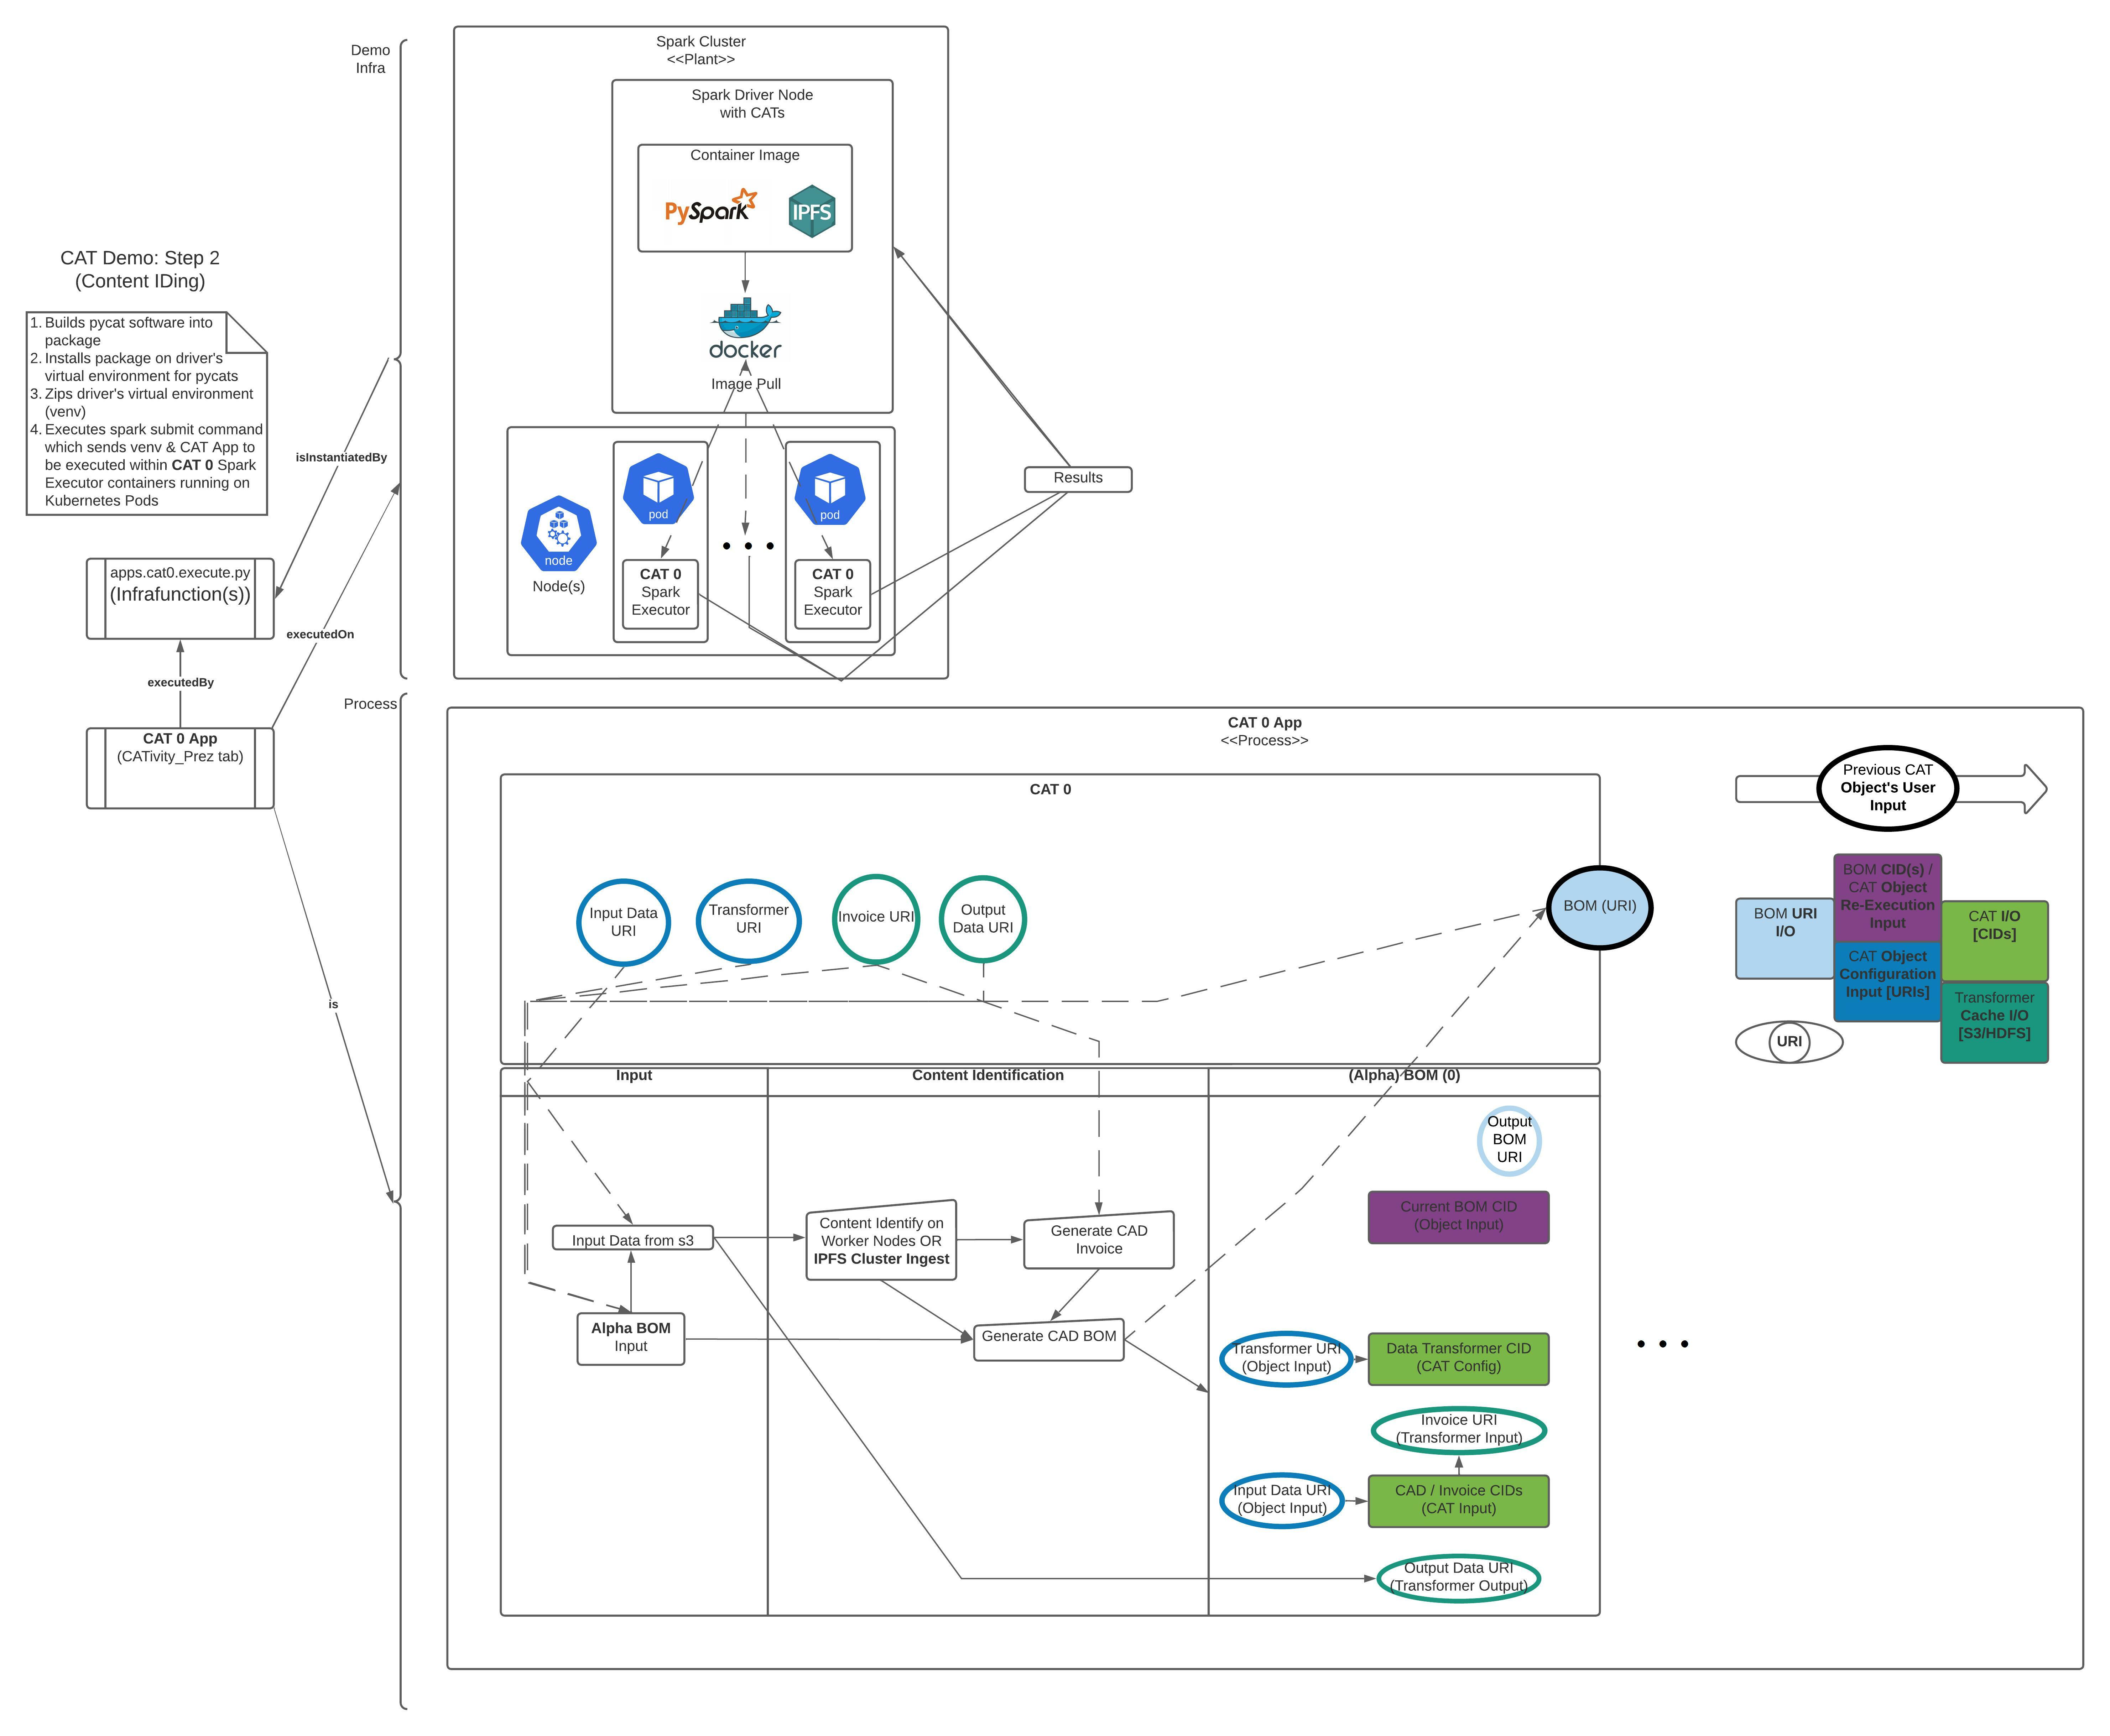 Demo
Infra
Spark Cluster
<<Plant>>
Spark Driver Node
with CATs
Container Image
PySpark
IPFS
docker
Image Pull
CAT Demo: Step 2
(Content IDing)
1. Builds pycat software into
package
2. Installs package on driver's
virtual environment for pycats
3. Zips driver's virtual environment
(venv)
4. Executes spark submit command
which sends venv & CAT App to
be executed within CAT 0 Spark
Executor containers running on
Kubernetes Pods
isInstantiatedBy
pod
pod
node
Node(s)
CAT 0
Spark
Executor
CAT 0
Spark
Executor
Results
apps.cat0.execute.py
(Infrafunction(s))
executedOn
executedBy
Process
CAT 0 App
(CATivity_Prez tab)
is
CAT 0 App
<<Process>>
CAT 0
Input Data
URI
Transformer
URI
Invoice URI
Output
Data URI
BOM (URI)
Previous CAT
Object's User
Input
BOM CID(s) /
CAT Object
Re-Execution
Input
BOM URI
I/O
CAT I/O
[CIDs]
CAT Object
Configuration
Input [URIs]
Transformer
Cache I/O
[S3/HDFS]
URI
Input
Content Identification
(Alpha) BOM (0)
Output
BOM
URI
Current BOM CID
(Object Input)
Input Data from s3
Content Identify on
Worker Nodes OR
IPFS Cluster Ingest
Generate CAD
Invoice
Alpha BOM
Input
Generate CAD BOM
Transformer URI
(Object Input)
Data Transformer CID
(CAT Config)
Invoice URI
(Transformer Input)
Input Data URI
(Object Input)
CAD / Invoice CIDs
(CAT Input)
Output Data URI
(Transformer Output)